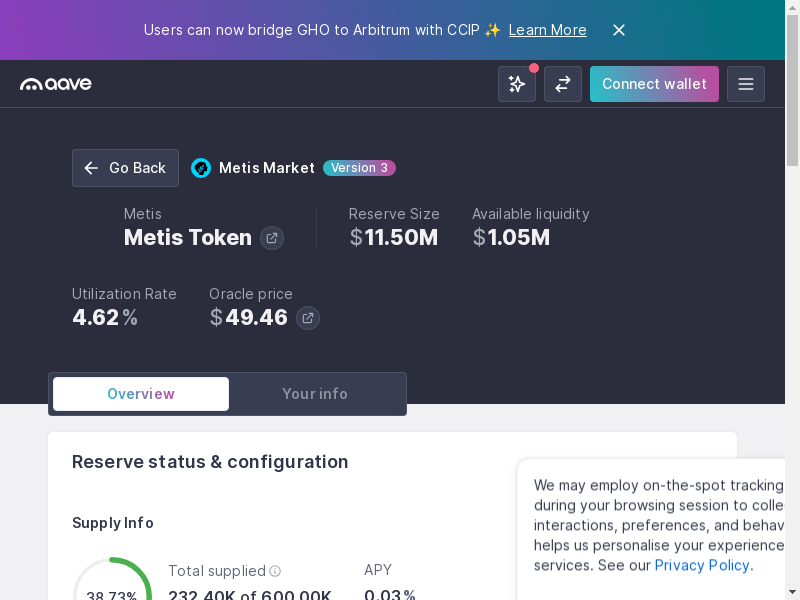 Users can now bridge GHO to Arbitrum with CCIP ✨ Learn More
aave
Connect wallet
Go Back
Metis Market
Version 3
Metis
Metis Token
Reserve Size
$11.50M
Available liquidity
$1.05M
Utilization Rate
4.62%
Oracle price
$49.46
Overview
Your info
Reserve status & configuration
Supply Info
38.73%
Total supplied
232.40K of 600.00K
APY
0.03%
We may employ on-the-spot tracking
during your browsing session to colle
interactions, preferences, and behav
helps us personalise your experience
services. See our Privacy Policy.